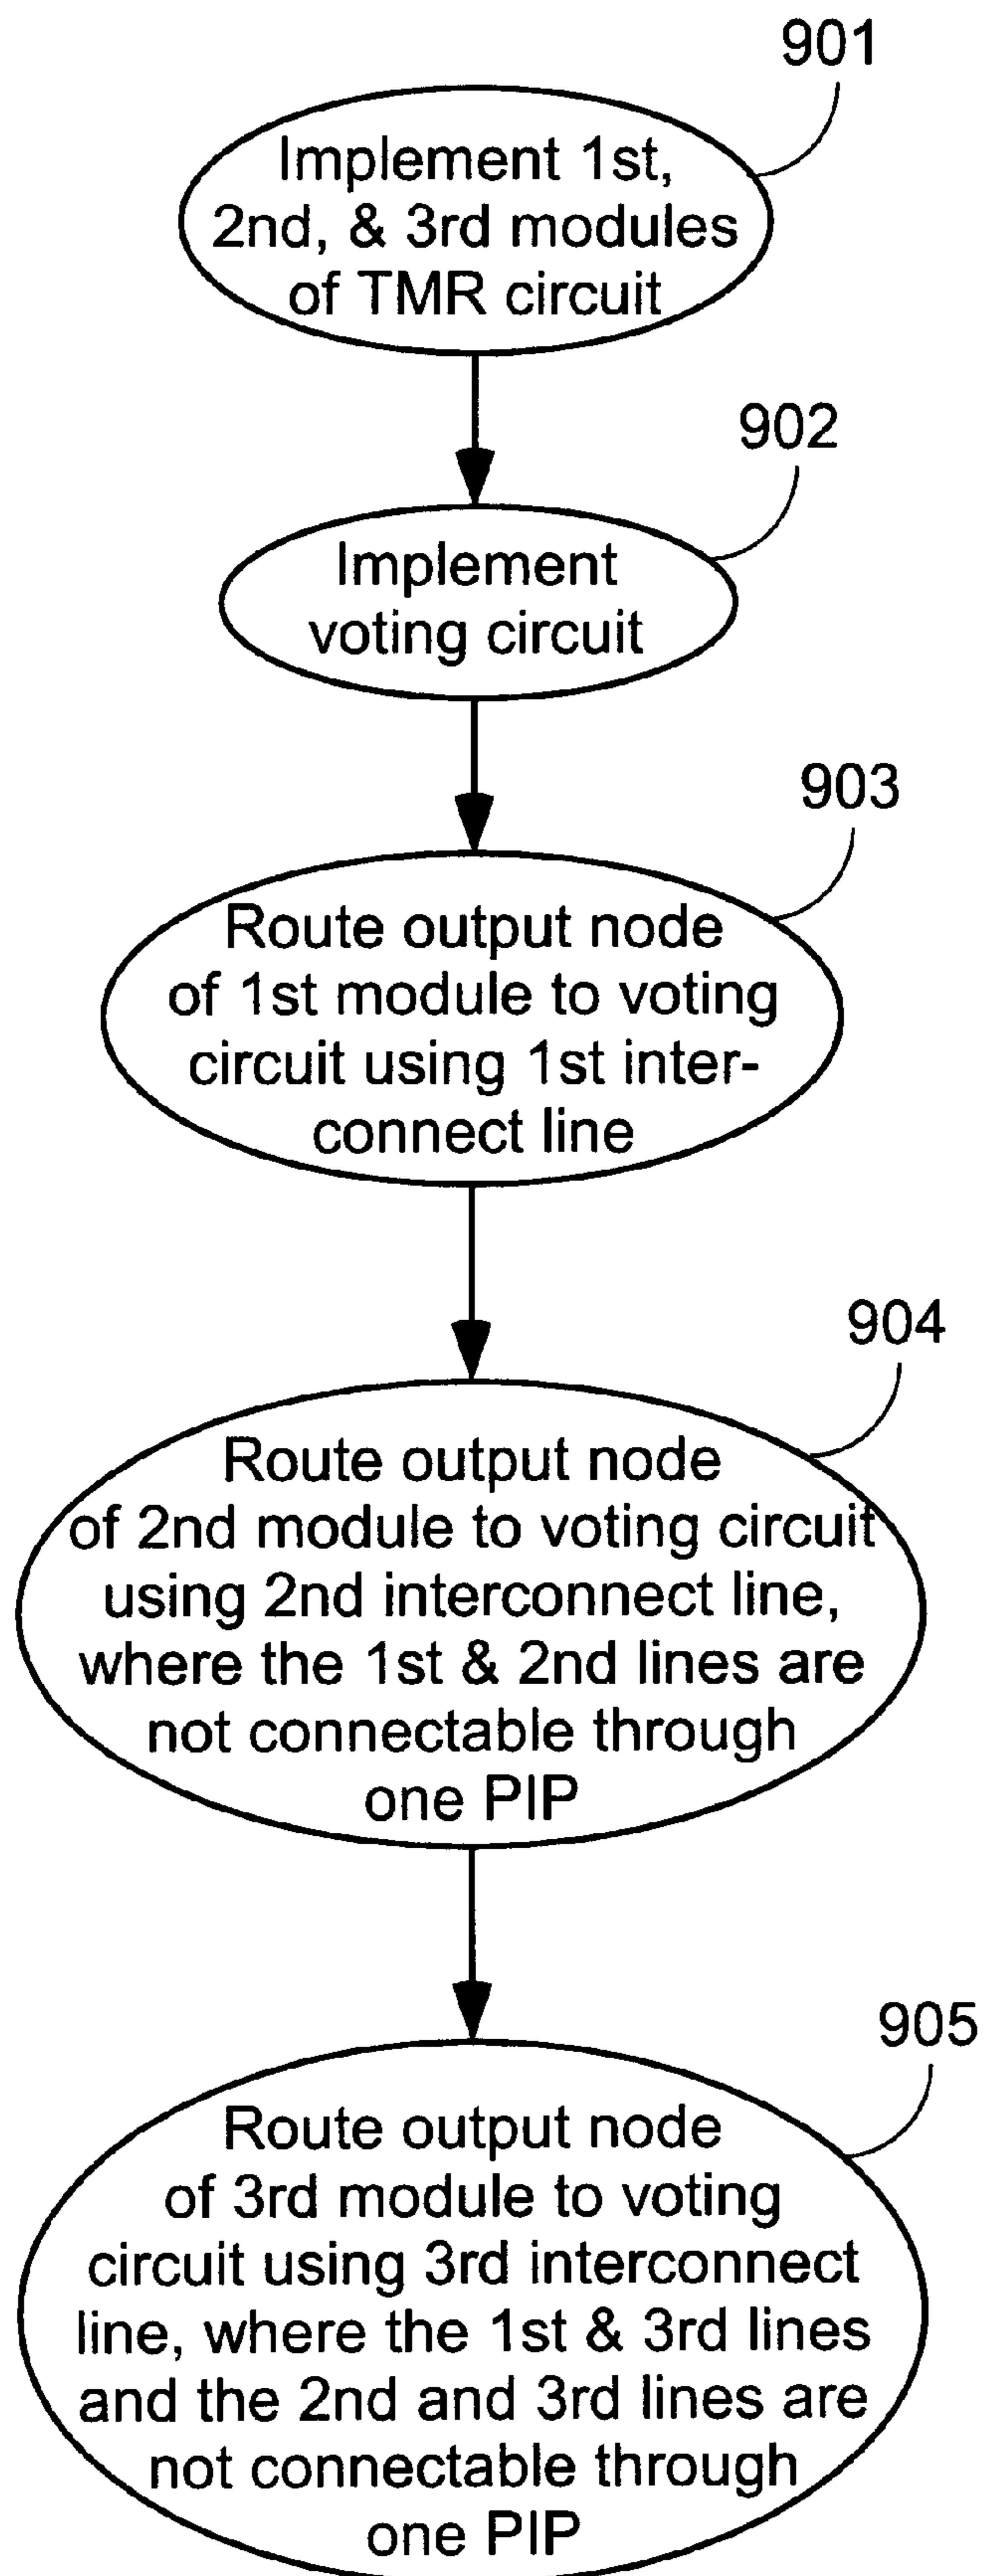 901
Implement 1st,
2nd, & 3rd modules
of TMR circuit
902
Implement
voting circuit
903
Route output node
of 1st module to voting
circuit using 1st inter-
connect line
904
Route output node
of 2nd module to voting circuit
using 2nd interconnect line,
where the 1st & 2nd lines are
not connectable through
one PIP
905
Route output node
of 3rd module to voting
circuit using 3rd interconnect
line, where the 1st & 3rd lines
and the 2nd and 3rd lines are
not connectable through
one PIP